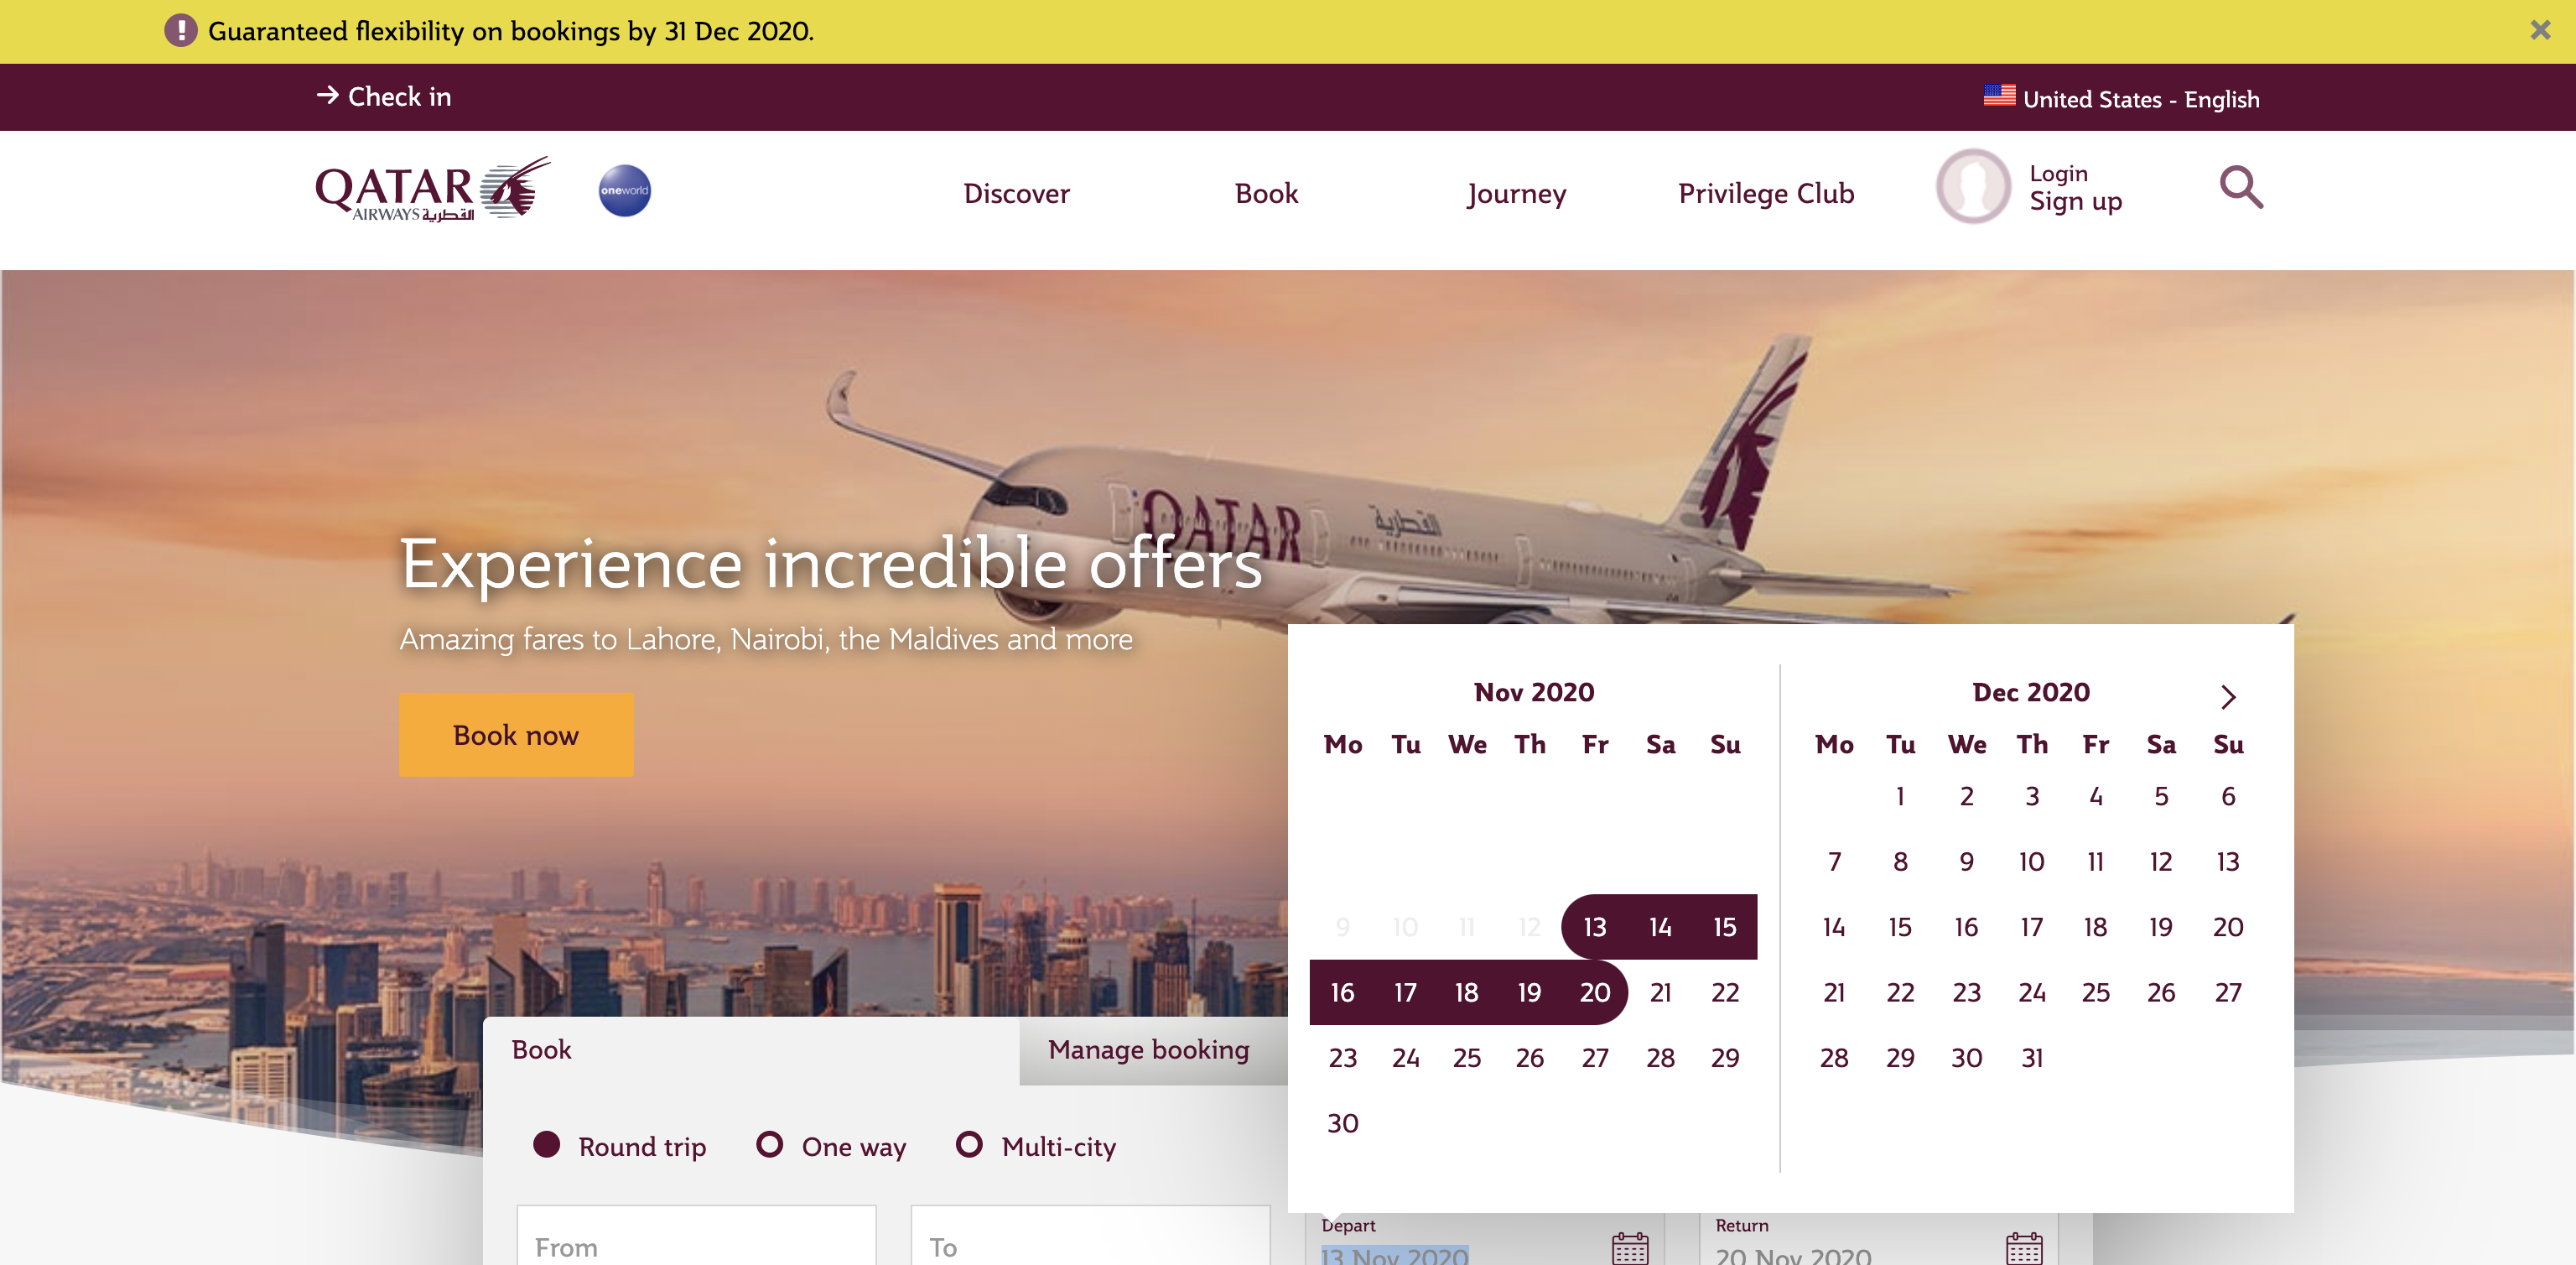 Guaranteed flexibility on bookings by 31 Dec 2020.
Check in
United States - English
QATAR
AIRWAYS القطرية
oneworld
Discover
Book
Journey
Privilege Club
Login
Sign up
QATAR القطرية
Experience incredible offers
Amazing fares to Lahore, Nairobi, the Maldives and more
Book now
Nov 2020
Mo Tu We Th Fr Sa Su
9 10 11 12 13 14 15
16 17 18 19 20 21 22
23 24 25 26 27 28 29
30
Dec 2020
Mo Tu We Th Fr Sa Su
1 2 3 4 5 6
7 8 9 10 11 12 13
14 15 16 17 18 19 20
21 22 23 24 25 26 27
28 29 30 31
Book
Manage booking
Round trip
One way
Multi-city
From
To
Depart
13 Nov 2020
Return
20 Nov 2020